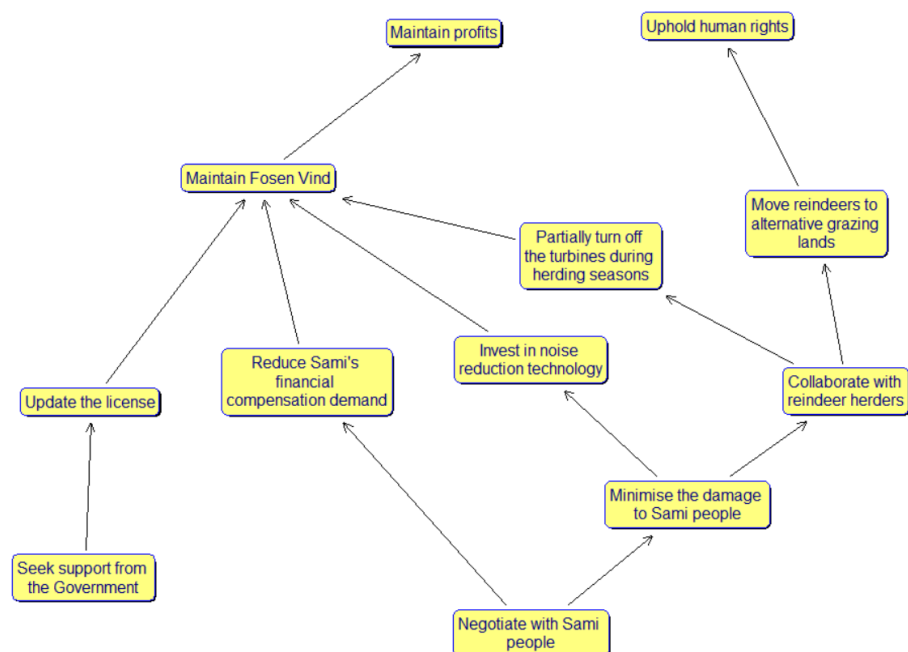 Maintain profits
Uphold human rights
Maintain Fosen Vind
Move reindeers to
alternative grazing
lands
Partially turn off
the turbines during
herding seasons
Invest in noise
reduction technology
Reduce Sami's
financial
compensation demand
Collaborate with
reindeer herders
Update the license
Minimise the damage
to Sami people
Seek support from
the Government
Negotiate with Sami
people